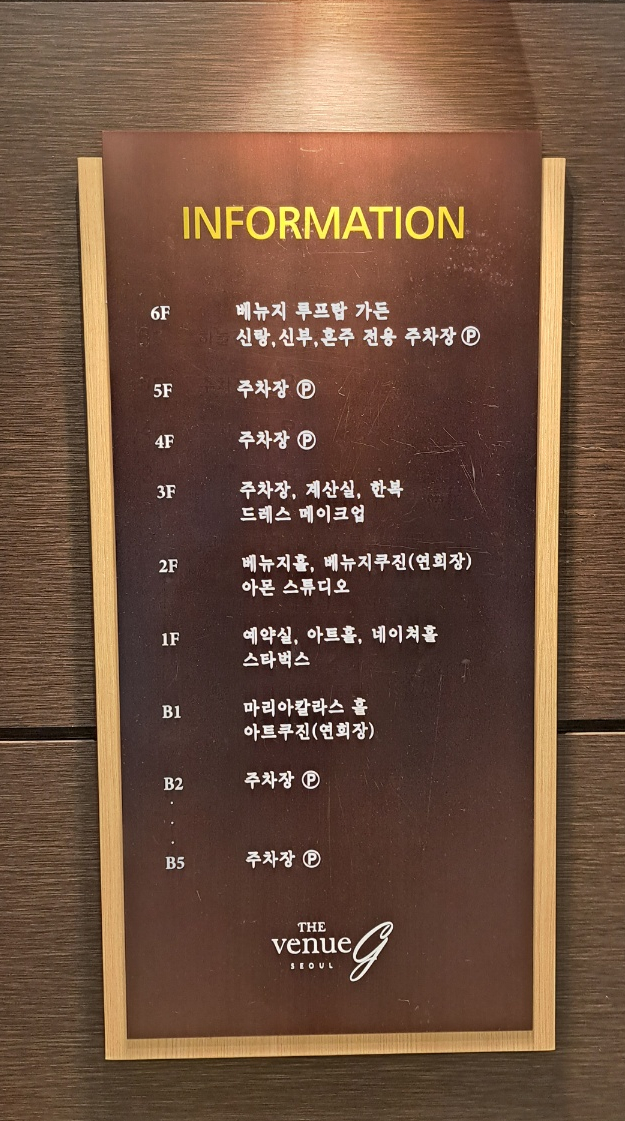 INFORMATION
6F 베뉴지 루프탑 가든
신랑,신부,혼주 전용 주차장 Ⓟ
5F 주차장 Ⓟ
4F 주차장 Ⓟ
3F 주차장, 계산실, 한복
드레스 메이크업
2F 베뉴지홀, 베뉴지쿠진(연회장)
아몬 스튜디오
1F 예약실, 아트홀, 네이쳐홀
스타벅스
B1 마리아칼라스 홀
아트쿠진(연회장)
B2 주차장 Ⓟ
.
.
.
B5 주차장 Ⓟ
THE
venue G
SEOUL